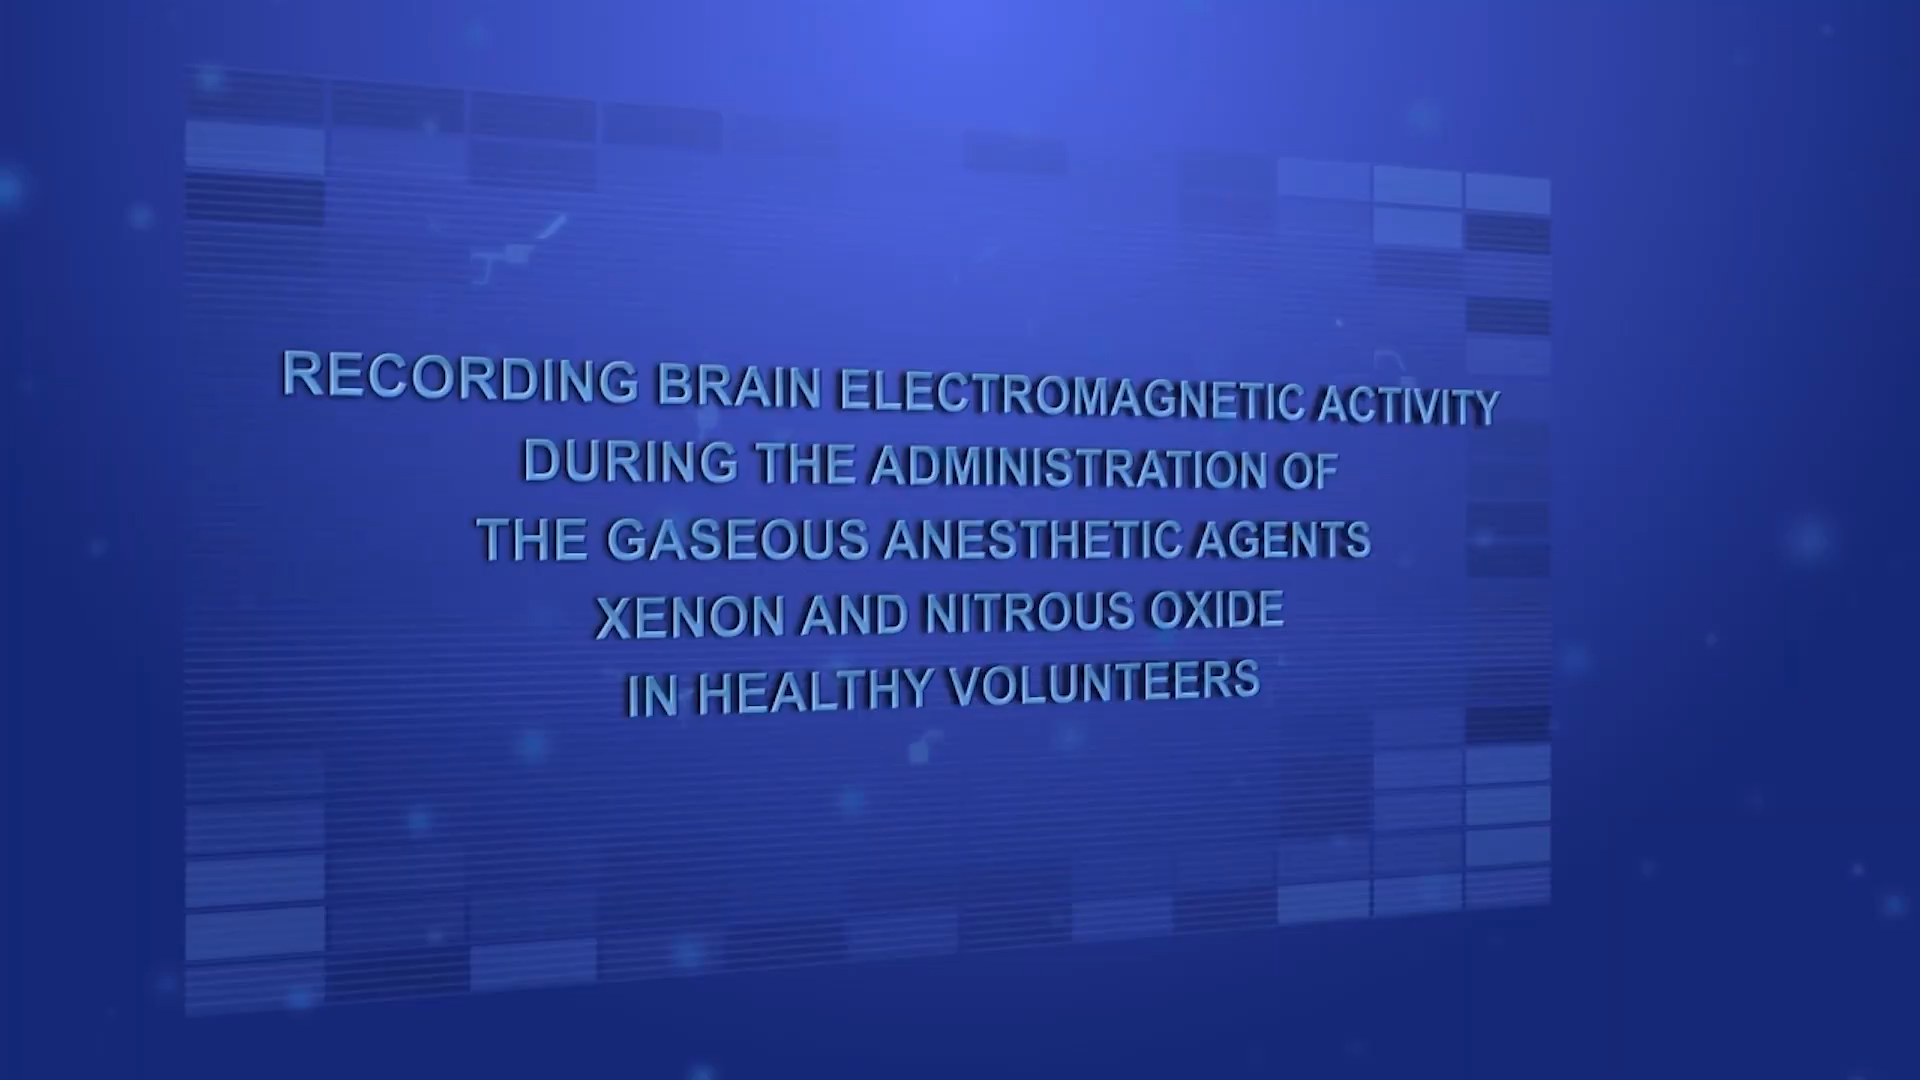 RECORDING BRAIN ELECTROMAGNETIC ACTIVITY
DURING THE ADMINISTRATION OF
THE GASEOUS ANESTHETIC AGENTS
XENON AND NITROUS OXIDE
IN HEALTHY VOLUNTEERS